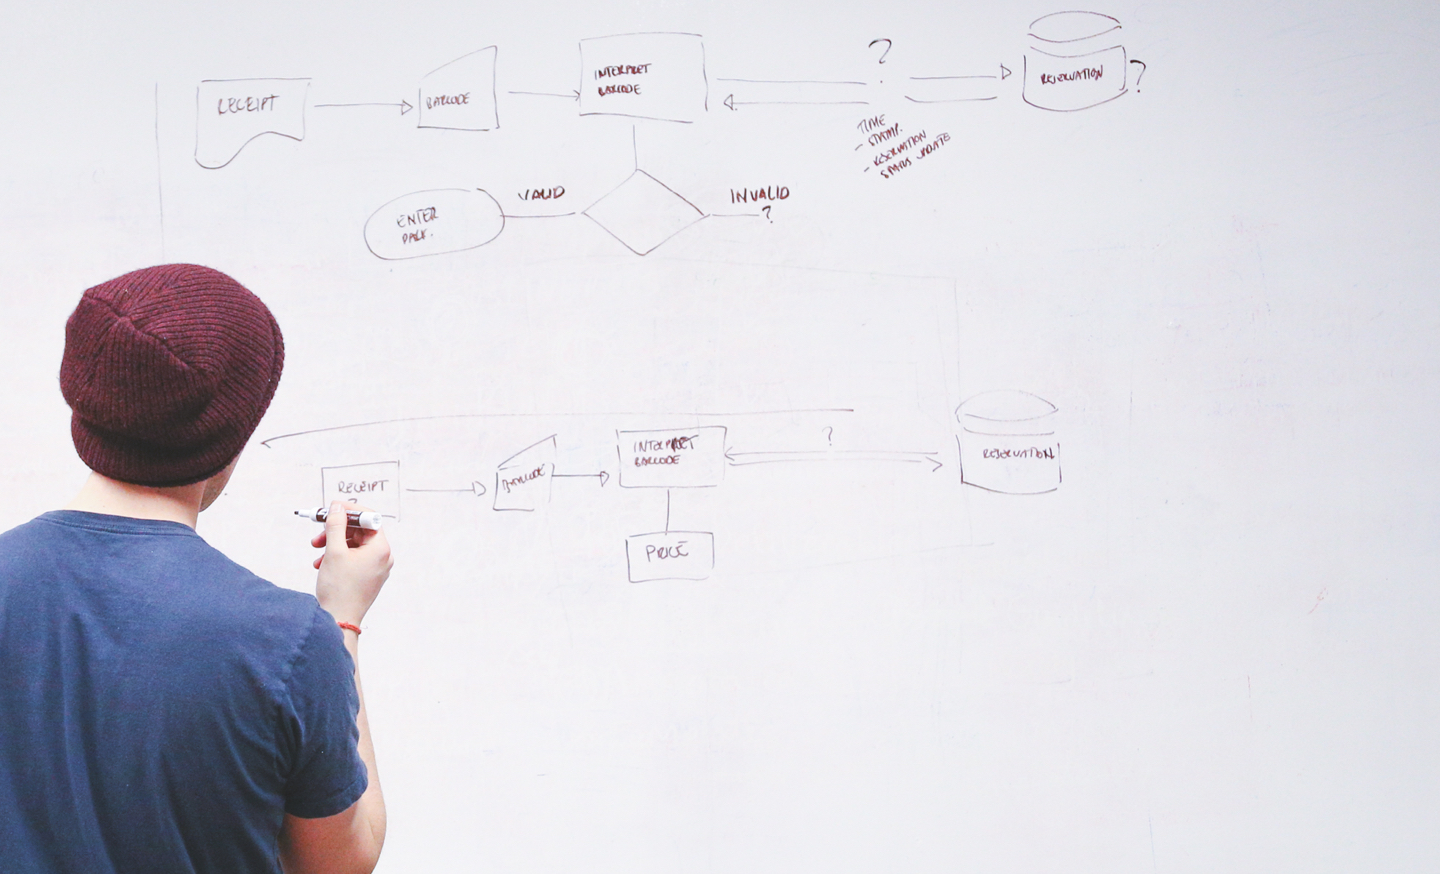 RECEIPT
BARCODE
INTERPRET
BARCODE
?
RESERVATION
?
TIME
- STAMP.
- RESERVATION
- STATUS UPDATE
VALID
INVALID
?
ENTER
PARK.
RECEIPT
?
BARCODE
INTERPRET
BARCODE
?
RESERVATION
PRICE